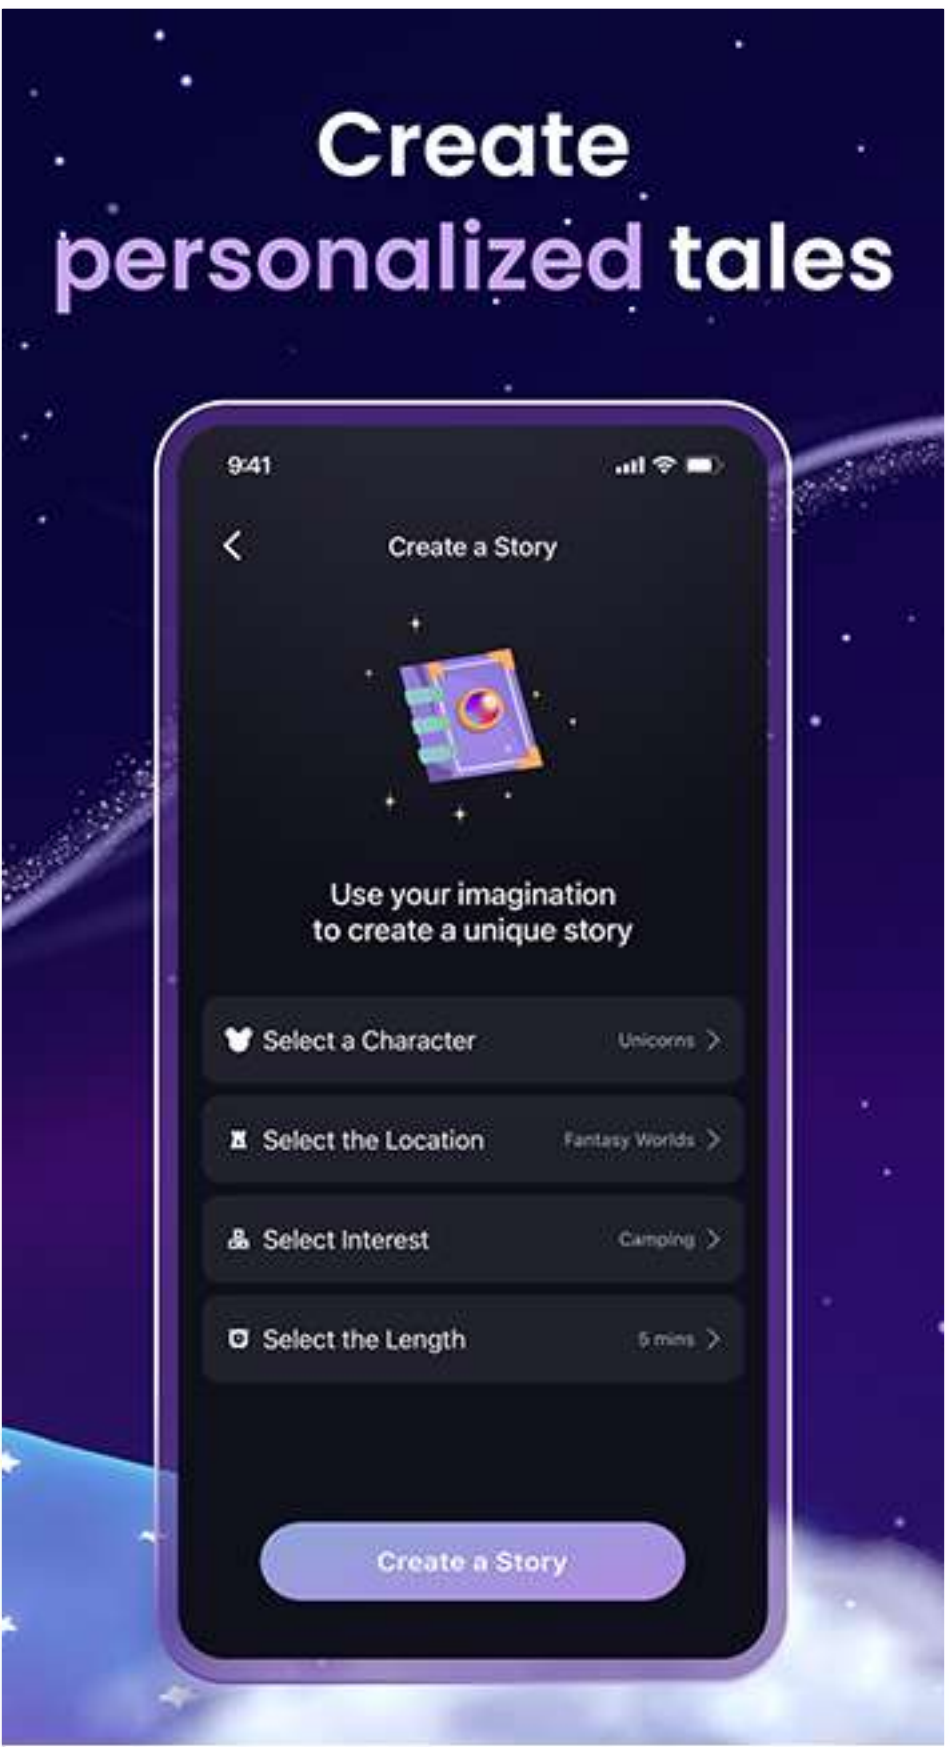 Create
personalized tales
9:41
Create a Story
Use your imagination
to create a unique story
Select a Character Unicorns
Select the Location Fantasy Worlds
Select Interest Camping
Select the Length 5 mins
Create a Story